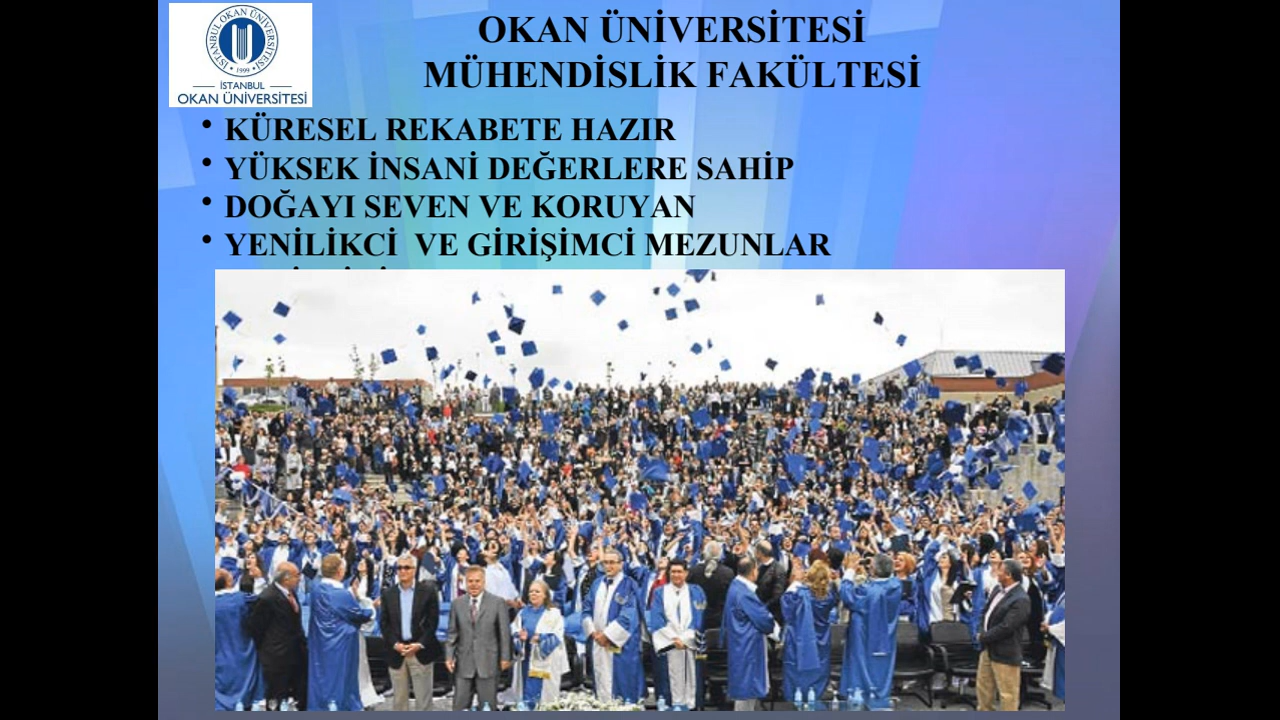 İSTANBUL OKAN ÜNİVERSİTESİ
1999
İSTANBUL
OKAN ÜNİVERSİTESİ
OKAN ÜNİVERSİTESİ
MÜHENDİSLİK FAKÜLTESİ
• KÜRESEL REKABETE HAZIR
• YÜKSEK İNSANİ DEĞERLERE SAHİP
• DOĞAYI SEVEN VE KORUYAN
• YENİLİKCİ VE GİRİŞİMCİ MEZUNLAR